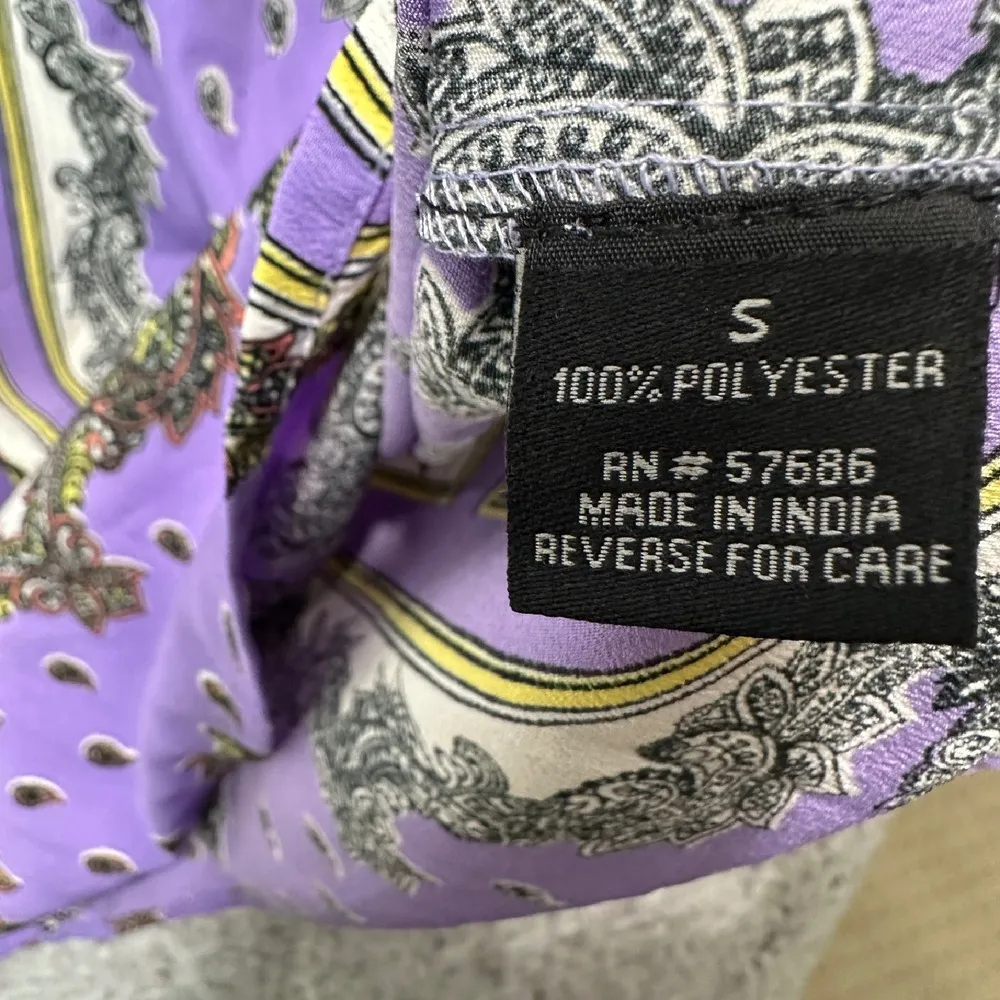 S
100% POLYESTER
RN # 57686
MADE IN INDIA
REVERSE FOR CARE